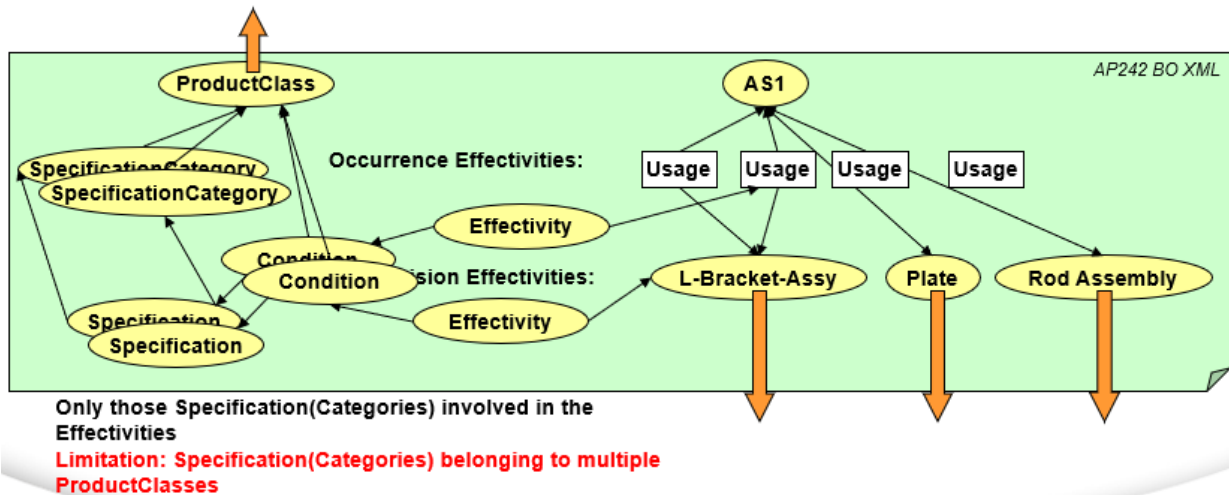 AP242 BO XML
ProductClass
AS1
SpecificationCategory
SpecificationCategory
Occurrence Effectivities:
Usage
Usage
Usage
Usage
Effectivity
Condition
Condition
ision Effectivities:
L-Bracket-Assy
Plate
Rod Assembly
Specification
Specification
Effectivity
Only those Specification(Categories) involved in the
Effectivities
Limitation: Specification(Categories) belonging to multiple
ProductClasses